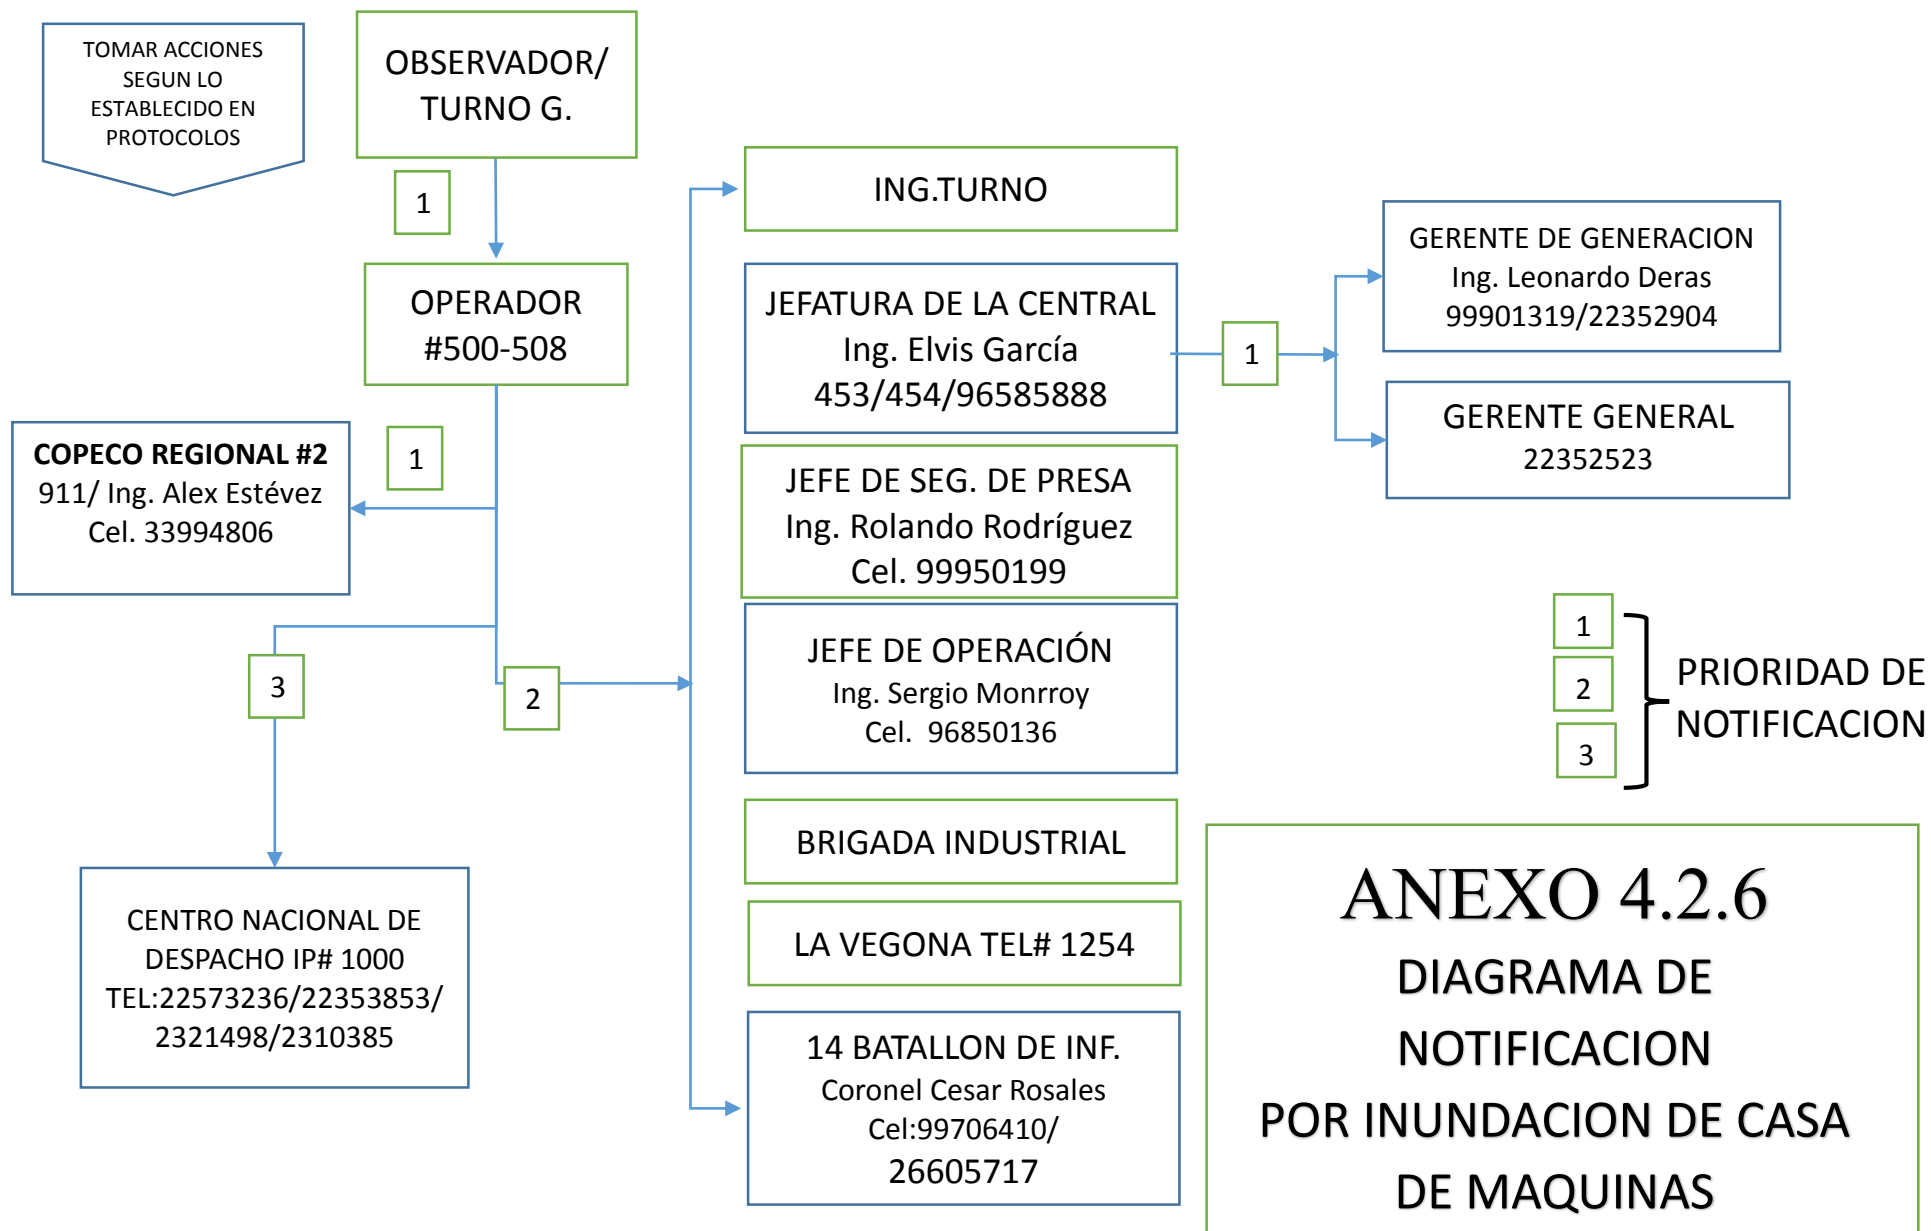 TOMAR ACCIONES
SEGUN LO
ESTABLECIDO EN
PROTOCOLOS
OBSERVADOR/
TURNO G.
1
OPERADOR
#500-508
1
COPECO REGIONAL #2
911/ Ing. Alex Estévez
Cel. 33994806
3
2
CENTRO NACIONAL DE
DESPACHO IP# 1000
TEL:22573236/22353853/
2321498/2310385
ING.TURNO
JEFATURA DE LA CENTRAL
Ing. Elvis García
453/454/96585888
1
GERENTE DE GENERACION
Ing. Leonardo Deras
99901319/22352904
GERENTE GENERAL
22352523
JEFE DE SEG. DE PRESA
Ing. Rolando Rodríguez
Cel. 99950199
JEFE DE OPERACIÓN
Ing. Sergio Monrroy
Cel. 96850136
BRIGADA INDUSTRIAL
LA VEGONA TEL# 1254
14 BATALLON DE INF.
Coronel Cesar Rosales
Cel:99706410/
26605717
1
2
3
PRIORIDAD DE
NOTIFICACION
ANEXO 4.2.6
DIAGRAMA DE
NOTIFICACION
POR INUNDACION DE CASA
DE MAQUINAS